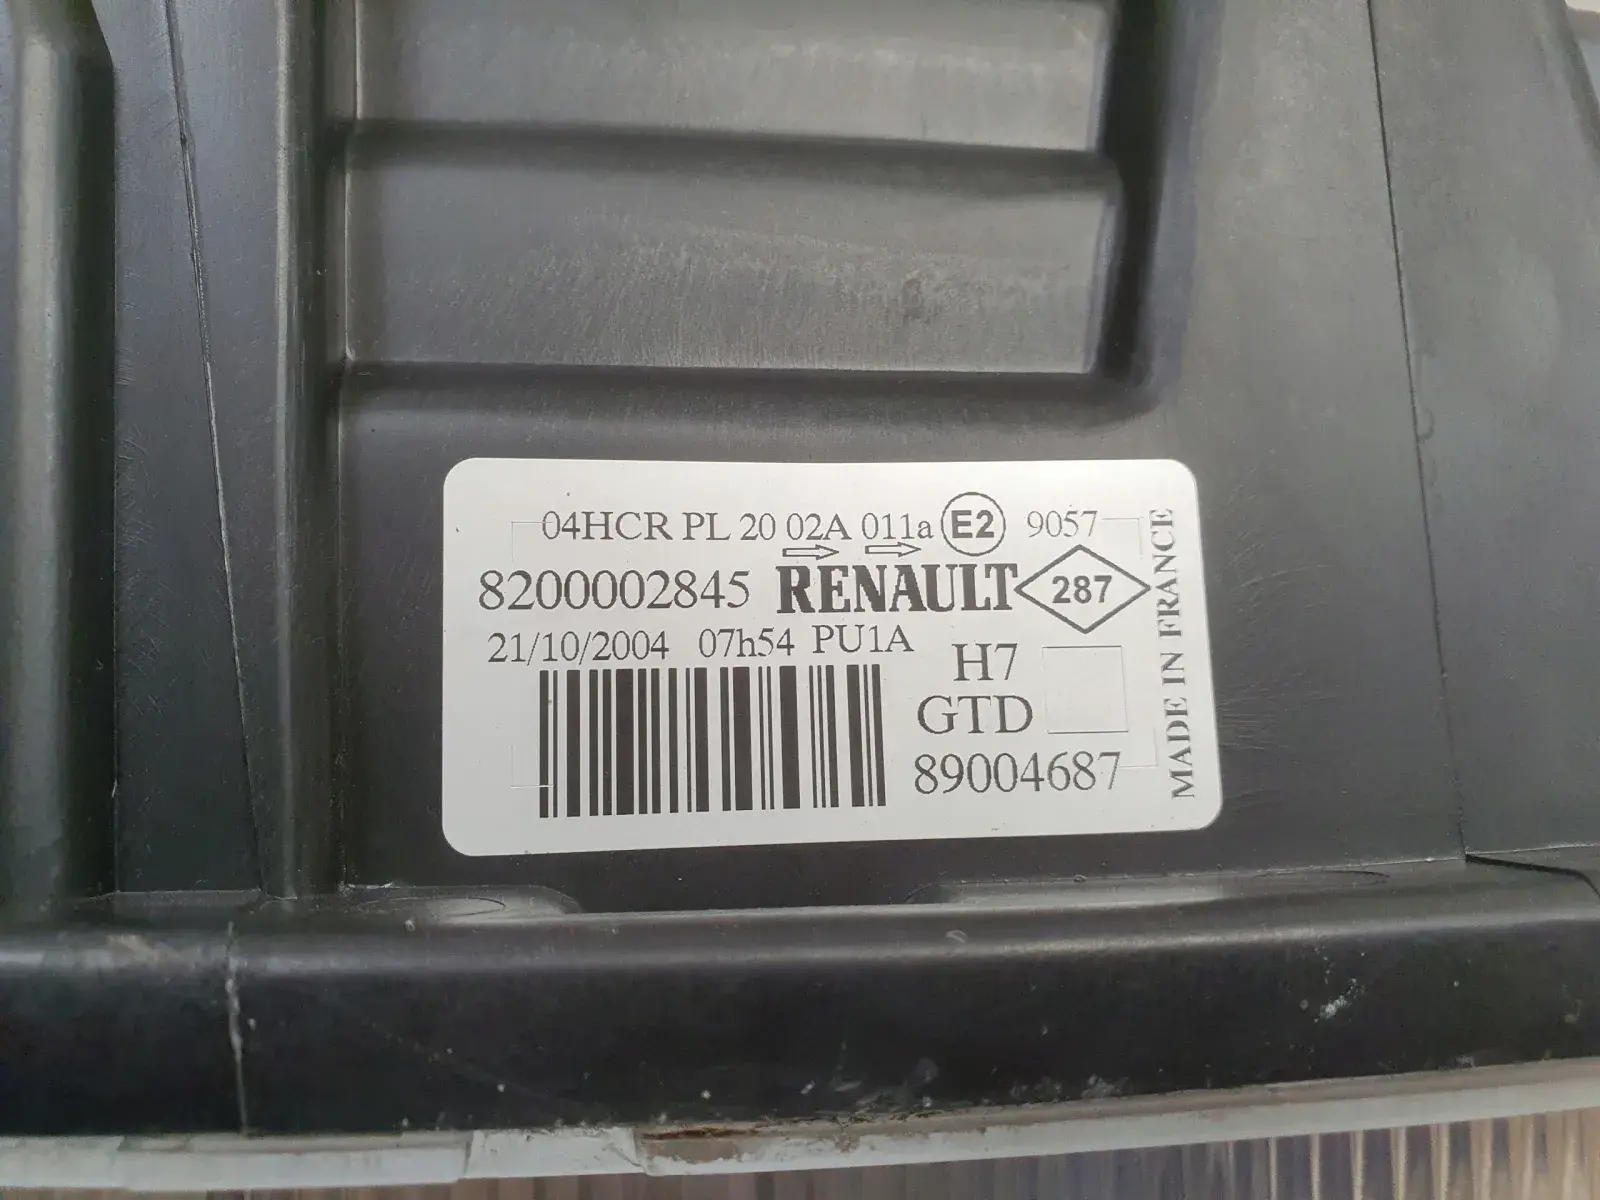 04HCR PL 20 02A 011a E2 9057
8200002845 RENAULT 287
21/10/2004 07h54 PU1A
H7
GTD
89004687
MADE IN FRANCE